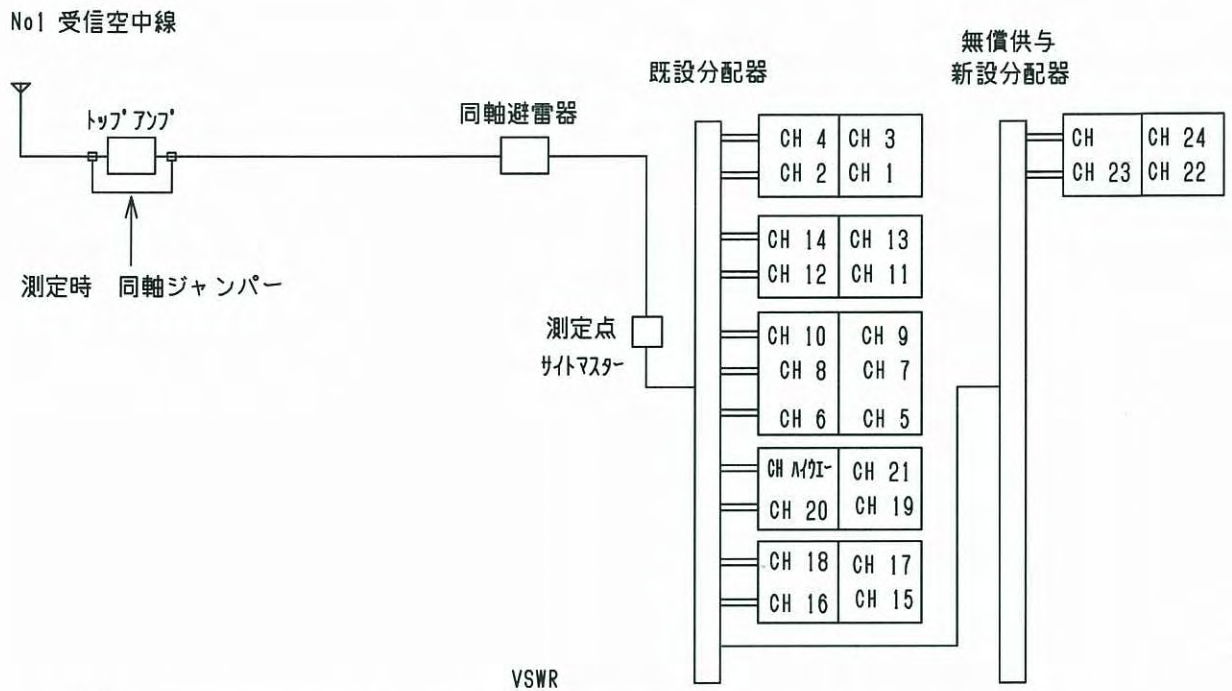 No1 受信空中線
トップアンプ
測定時 同軸ジャンパー
同軸避雷器
測定点
サイトマスター
既設分配器
CH 4 CH 3
CH 2 CH 1
CH 14 CH 13
CH 12 CH 11
CH 10 CH 9
CH 8 CH 7
CH 6 CH 5
CH ハイウエー CH 21
CH 20 CH 19
CH 18 CH 17
CH 16 CH 15
無償供与
新設分配器
CH CH 24
CH 23 CH 22
VSWR